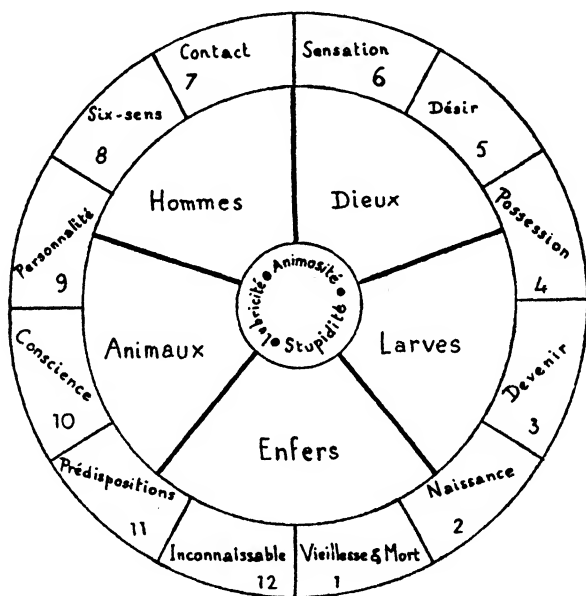 Contact
7
Sensation
6
Six-sens
8
Désir
5
Hommes
Dieux
Personnalité
9
Possession
4
Animosité
Lubricité
Stupidité
Animaux
Larves
Conscience
10
Devenir
3
Enfers
Prédispositions
11
Naissance
2
Inconnaissable
12
Vieillesse & Mort
1